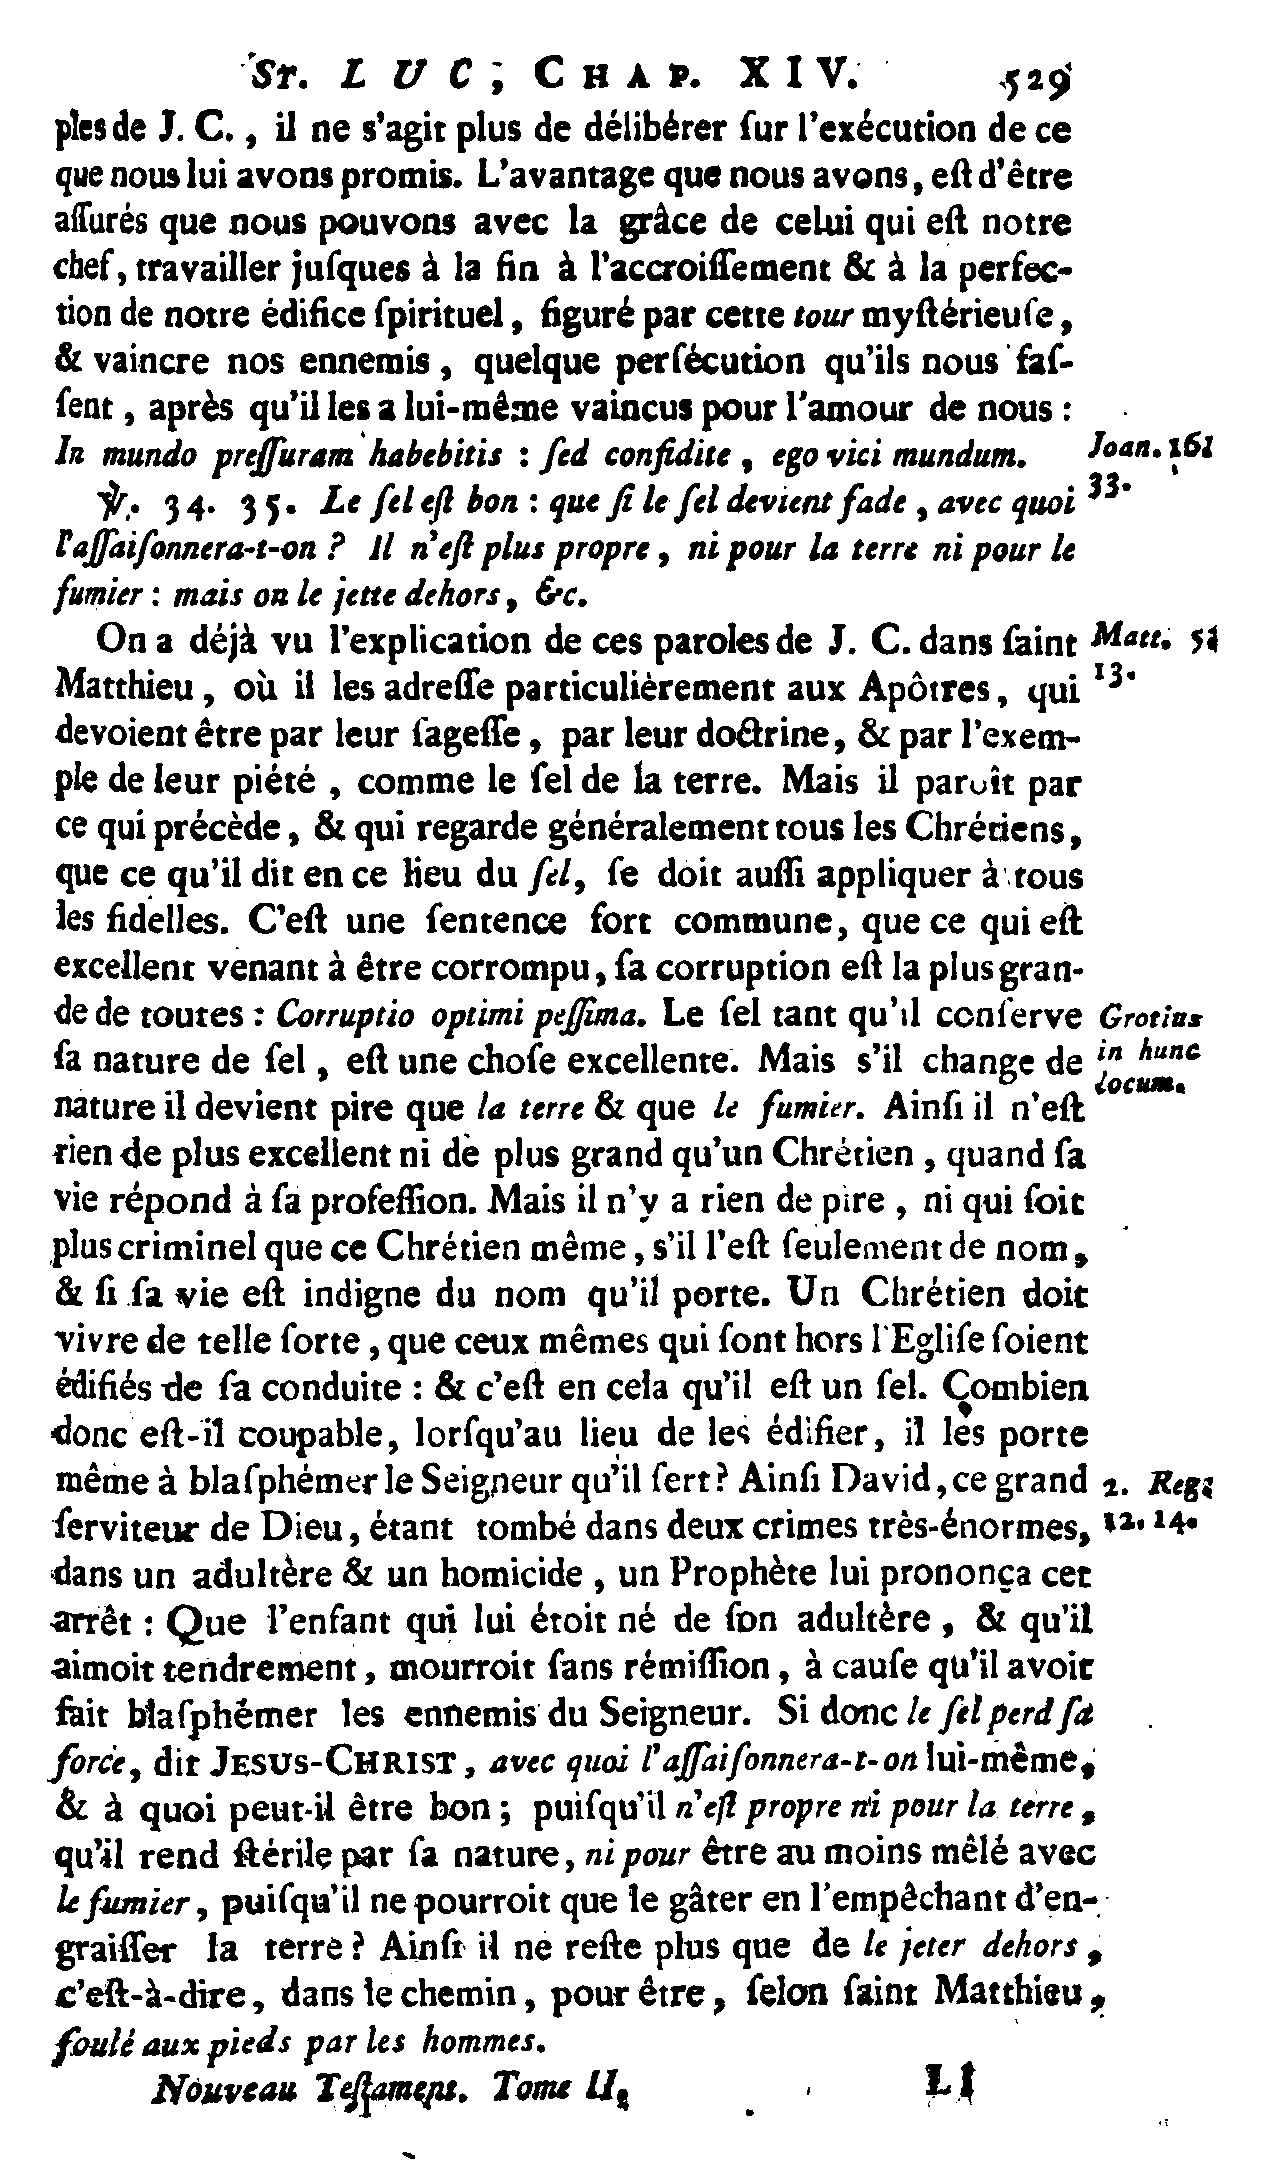 St. LUC, CHAP. XIV. 529
ples de J. C., il ne s'agit plus de délibérer ſur l'exécution de ce
que nous lui avons promis. L'avantage que nous avons, eſt d'être
aſſurés que nous pouvons avec la grâce de celui qui eſt notre
chef, travailler juſques à la fin à l'accroiſſement & à la perfec-
tion de notre édifice ſpirituel, figuré par cette tour myſtérieuſe,
& vaincre nos ennemis, quelque perſécution qu'ils nous faſ-
ſent, après qu'il les a lui-même vaincus pour l'amour de nous :
In mundo preſſuram habebitis : ſed confidite, ego vici mundum.
Joan. 16.
33.
℣. 34. 35. Le ſel eſt bon : que ſi le ſel devient fade, avec quoi
l'aſſaiſonnera-t-on ? Il n'eſt plus propre, ni pour la terre ni pour le
fumier : mais on le jette dehors, &c.
On a déjà vu l'explication de ces paroles de J. C. dans ſaint
Matt. 5.
13.
Matthieu, où il les adreſſe particulièrement aux Apôtres, qui
devoient être par leur ſageſſe, par leur doctrine, & par l'exem-
ple de leur piété, comme le ſel de la terre. Mais il paroît par
ce qui précède, & qui regarde généralement tous les Chrétiens,
que ce qu'il dit en ce lieu du ſel, ſe doit auſſi appliquer à tous
les fidelles. C'eſt une ſentence fort commune, que ce qui eſt
excellent venant à être corrompu, ſa corruption eſt la plus gran-
de de toutes : Corruptio optimi peſſima. Le ſel tant qu'il conſerve
Grotius
in hunc
locum.
ſa nature de ſel, eſt une choſe excellente. Mais s'il change de
nature il devient pire que la terre & que le fumier. Ainſi il n'eſt
rien de plus excellent ni de plus grand qu'un Chrétien, quand ſa
vie répond à ſa profeſſion. Mais il n'y a rien de pire, ni qui ſoit
plus criminel que ce Chrétien même, s'il l'eſt ſeulement de nom,
& ſi ſa vie eſt indigne du nom qu'il porte. Un Chrétien doit
vivre de telle ſorte, que ceux mêmes qui ſont hors l'Egliſe ſoient
édifiés de ſa conduite : & c'eſt en cela qu'il eſt un ſel. Combien
donc eſt-il coupable, lorſqu'au lieu de les édifier, il les porte
même à blaſphémer le Seigneur qu'il ſert ? Ainſi David, ce grand
2. Reg.
12. 14.
ſerviteur de Dieu, étant tombé dans deux crimes très-énormes,
dans un adultère & un homicide, un Prophète lui prononça cet
arrêt : Que l'enfant qui lui étoit né de ſon adultère, & qu'il
aimoit tendrement, mourroit ſans rémiſſion, à cauſe qu'il avoit
fait blaſphémer les ennemis du Seigneur. Si donc le ſel perd ſa
force, dit JESUS-CHRIST, avec quoi l'aſſaiſonnera-t-on lui-même,
& à quoi peut-il être bon ; puiſqu'il n'eſt propre ni pour la terre,
qu'il rend ſtérile par ſa nature, ni pour être au moins mêlé avec
le fumier, puiſqu'il ne pourroit que le gâter en l'empêchant d'en-
graiſſer la terre ? Ainſi il ne reſte plus que de le jeter dehors,
c'eſt-à-dire, dans le chemin, pour être, ſelon ſaint Matthieu,
foulé aux pieds par les hommes.
Nouveau Teſtament. Tome II. Ll